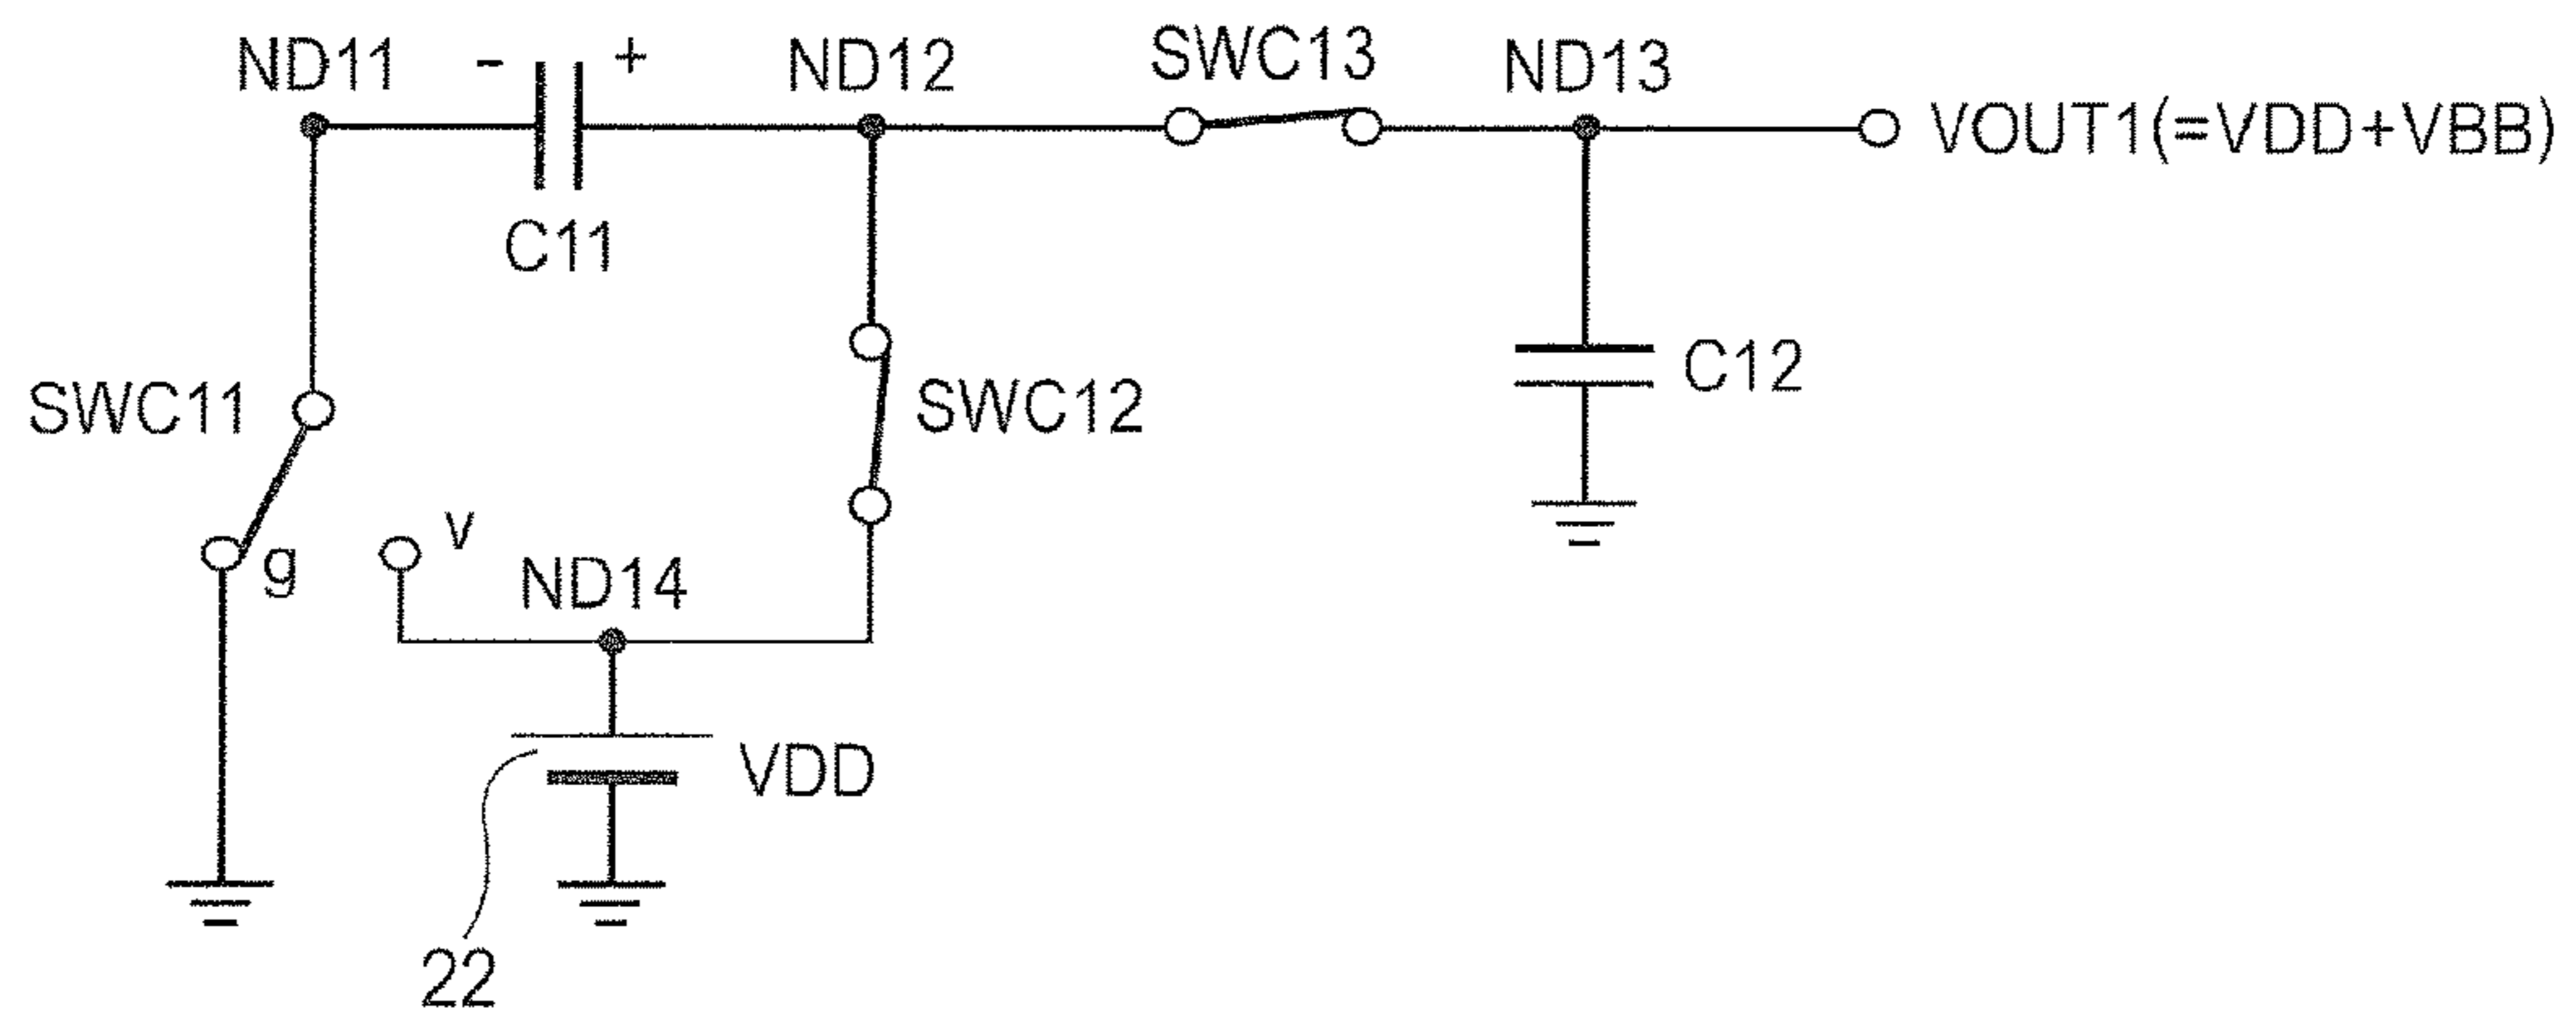 ND11
-
+
ND12
SWC13
ND13
VOUT1(=VDD+VBB)
C11
C12
SWC11
SWC12
g
v
ND14
VDD
22